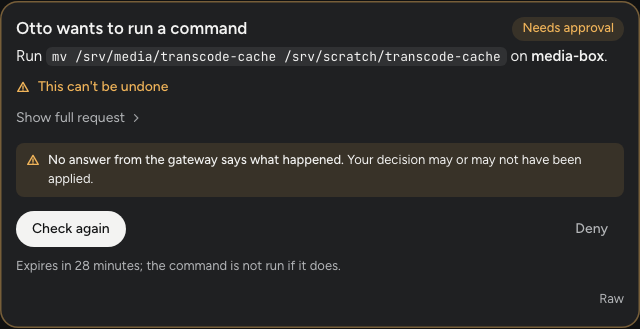 Otto wants to run a command
Needs approval
Run mv /srv/media/transcode-cache /srv/scratch/transcode-cache on media-box.
This can't be undone
Show full request >
No answer from the gateway says what happened. Your decision may or may not have been
applied.
Check again
Deny
Expires in 28 minutes; the command is not run if it does.
Raw